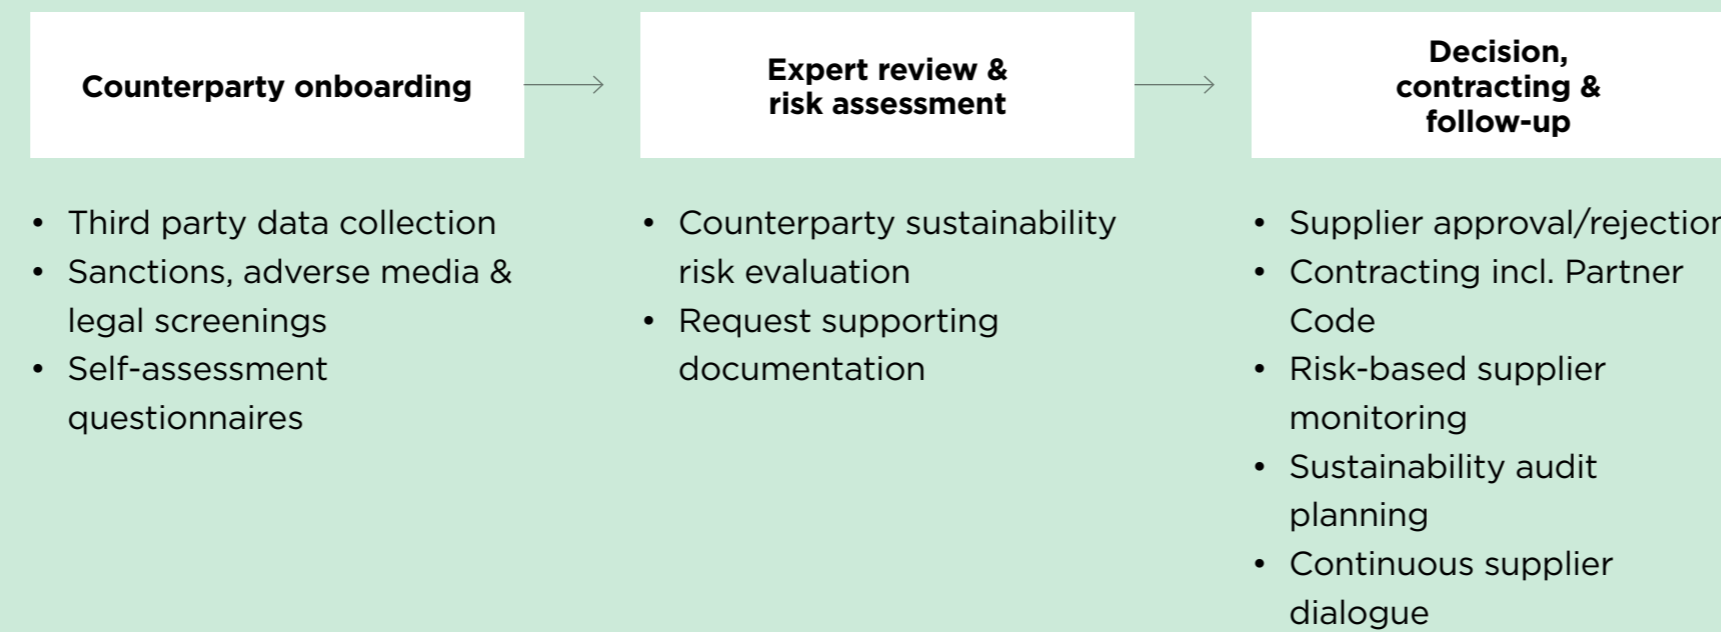 Counterparty onboarding
Expert review &
risk assessment
Decision,
contracting &
follow-up
• Third party data collection
• Sanctions, adverse media &
legal screenings
• Self-assessment
questionnaires
• Counterparty sustainability
risk evaluation
• Request supporting
documentation
• Supplier approval/rejection
• Contracting incl. Partner
Code
• Risk-based supplier
monitoring
• Sustainability audit
planning
• Continuous supplier
dialogue